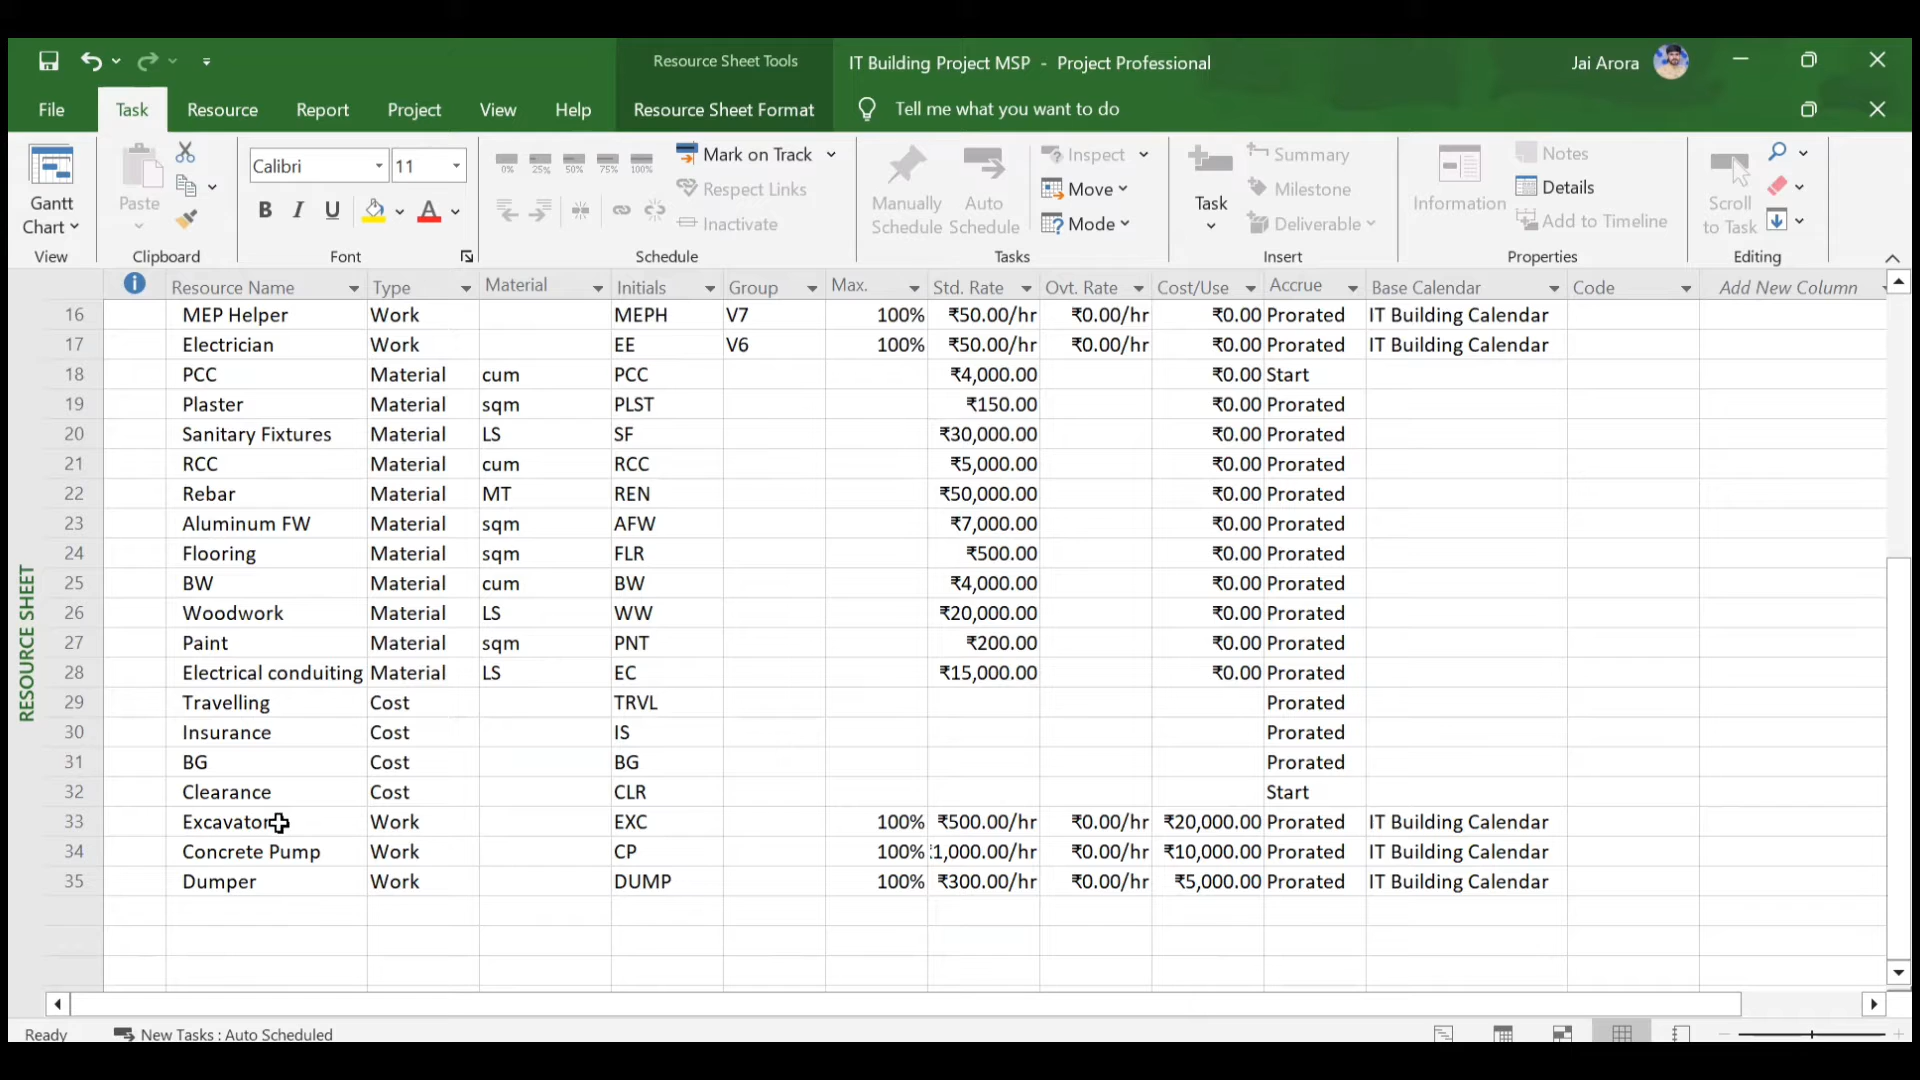 Resource Sheet Tools
IT Building Project MSP - Project Professional
Jai Arora
File Task Resource Report Project View Help Resource Sheet Format Tell me what you want to do
Gantt Chart
View
Paste
Clipboard
Calibri 11
B I U A
Font
0% 25% 50% 75% 100%
Mark on Track
Respect Links
Inactivate
Schedule
Manually Schedule
Auto Schedule
Inspect
Move
Mode
Tasks
Task
Summary
Milestone
Deliverable
Insert
Information
Notes
Details
Add to Timeline
Properties
Scroll to Task
Editing
Resource Name Type Material Initials Group Max. Std. Rate Ovt. Rate Cost/Use Accrue Base Calendar Code Add New Column
16 MEP Helper Work MEPH V7 100% ₹50.00/hr ₹0.00/hr ₹0.00 Prorated IT Building Calendar
17 Electrician Work EE V6 100% ₹50.00/hr ₹0.00/hr ₹0.00 Prorated IT Building Calendar
18 PCC Material cum PCC ₹4,000.00 ₹0.00 Start
19 Plaster Material sqm PLST ₹150.00 ₹0.00 Prorated
20 Sanitary Fixtures Material LS SF ₹30,000.00 ₹0.00 Prorated
21 RCC Material cum RCC ₹5,000.00 ₹0.00 Prorated
22 Rebar Material MT REN ₹50,000.00 ₹0.00 Prorated
23 Aluminum FW Material sqm AFW ₹7,000.00 ₹0.00 Prorated
24 Flooring Material sqm FLR ₹500.00 ₹0.00 Prorated
25 BW Material cum BW ₹4,000.00 ₹0.00 Prorated
26 Woodwork Material LS WW ₹20,000.00 ₹0.00 Prorated
27 Paint Material sqm PNT ₹200.00 ₹0.00 Prorated
28 Electrical conduiting Material LS EC ₹15,000.00 ₹0.00 Prorated
29 Travelling Cost TRVL Prorated
30 Insurance Cost IS Prorated
31 BG Cost BG Prorated
32 Clearance Cost CLR Start
33 Excavator Work EXC 100% ₹500.00/hr ₹0.00/hr ₹20,000.00 Prorated IT Building Calendar
34 Concrete Pump Work CP 100% ₹1,000.00/hr ₹0.00/hr ₹10,000.00 Prorated IT Building Calendar
35 Dumper Work DUMP 100% ₹300.00/hr ₹0.00/hr ₹5,000.00 Prorated IT Building Calendar
RESOURCE SHEET
Ready New Tasks : Auto Scheduled